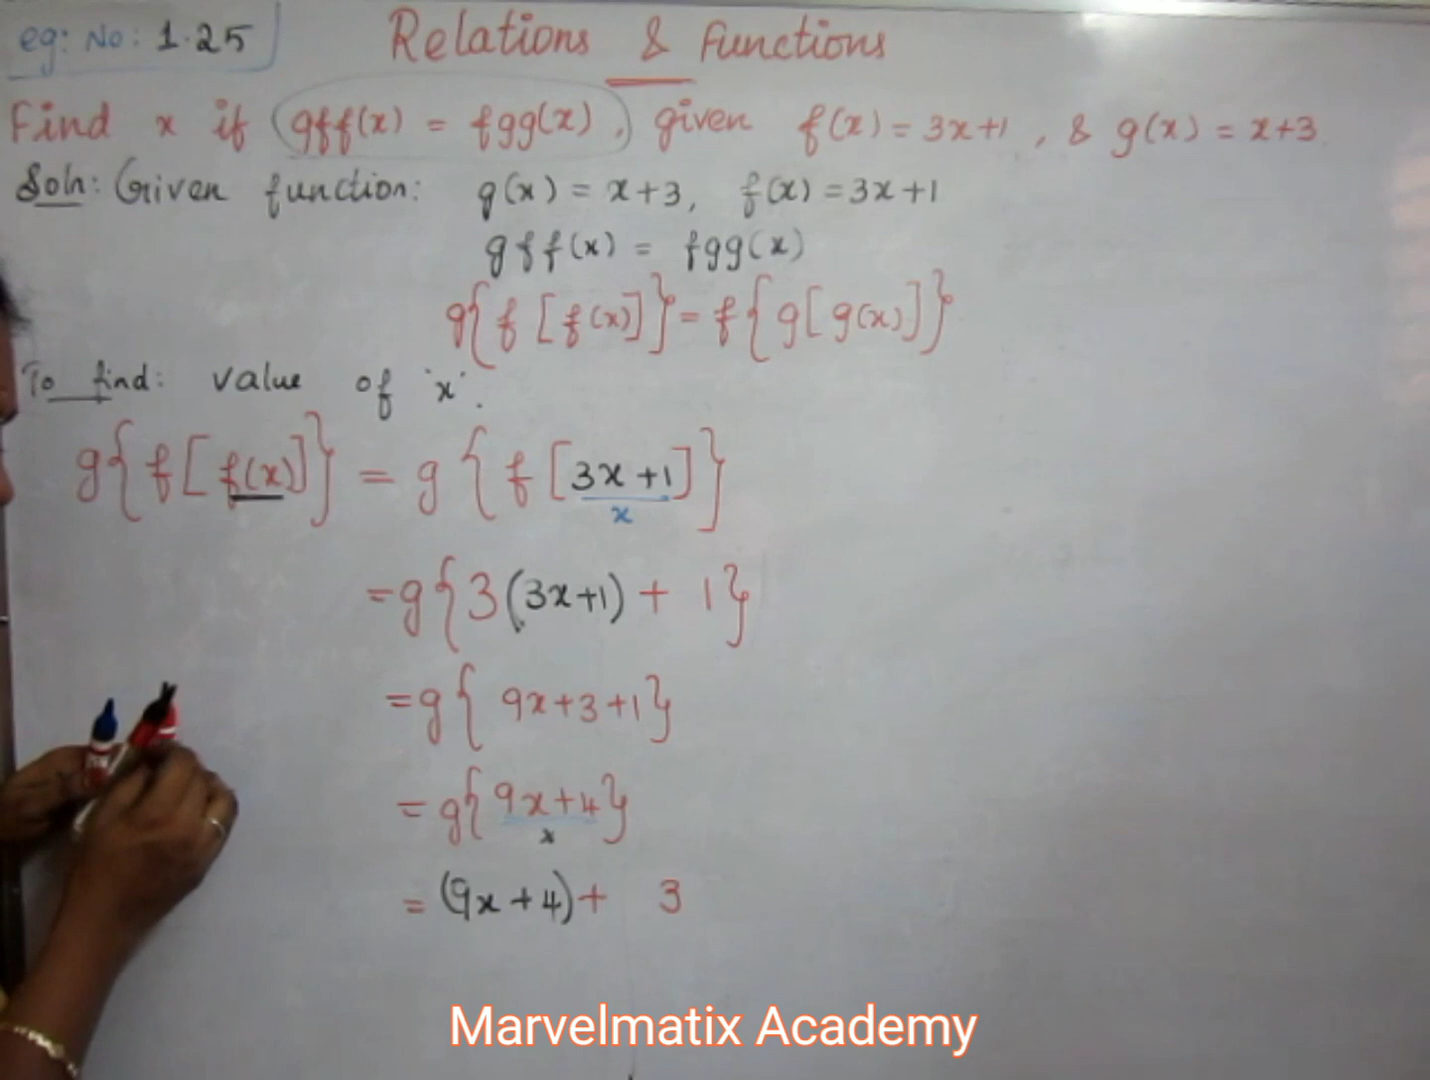 eg: No: 1.25
Relations & Functions
Find x if gff(x) = fgg(x), given f(x) = 3x+1, & g(x) = x+3.
Soln: Given function: g(x) = x+3, f(x) = 3x+1
gff(x) = fgg(x)
g{f[f(x)]} = f{g[g(x)]}
To find: value of 'x'.
g{f[f(x)]} = g{f[3x+1]}
x
= g{3(3x+1) + 1}
= g{9x+3+1}
= g{9x+4}
x
= (9x+4) + 3
Marvelmatix Academy